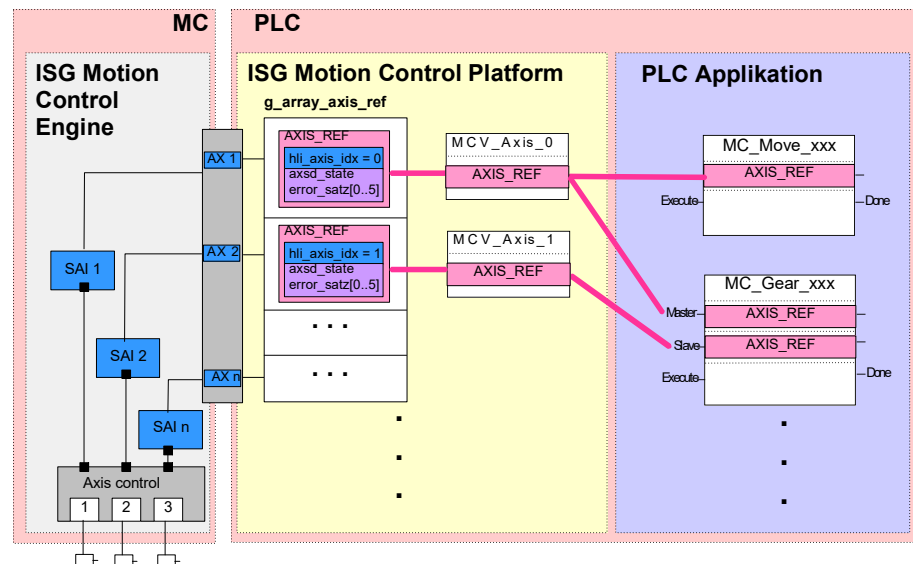 MC
PLC
ISG Motion
Control
Engine
ISG Motion Control Platform
PLC Applikation
g_array_axis_ref
AXIS_REF
hli_axis_idx = 0
axsd_state
error_satz[0..5]
AXIS_REF
hli_axis_idx = 1
axsd_state
error_satz[0..5]
. . .
. . .
MCV_Axis_0
AXIS_REF
MCV_Axis_1
AXIS_REF
MC_Move_xxx
AXIS_REF
Execute
Done
MC_Gear_xxx
Master
AXIS_REF
Slave
AXIS_REF
Execute
Done
AX 1
AX 2
AX n
SAI 1
SAI 2
SAI n
Axis control
1
2
3